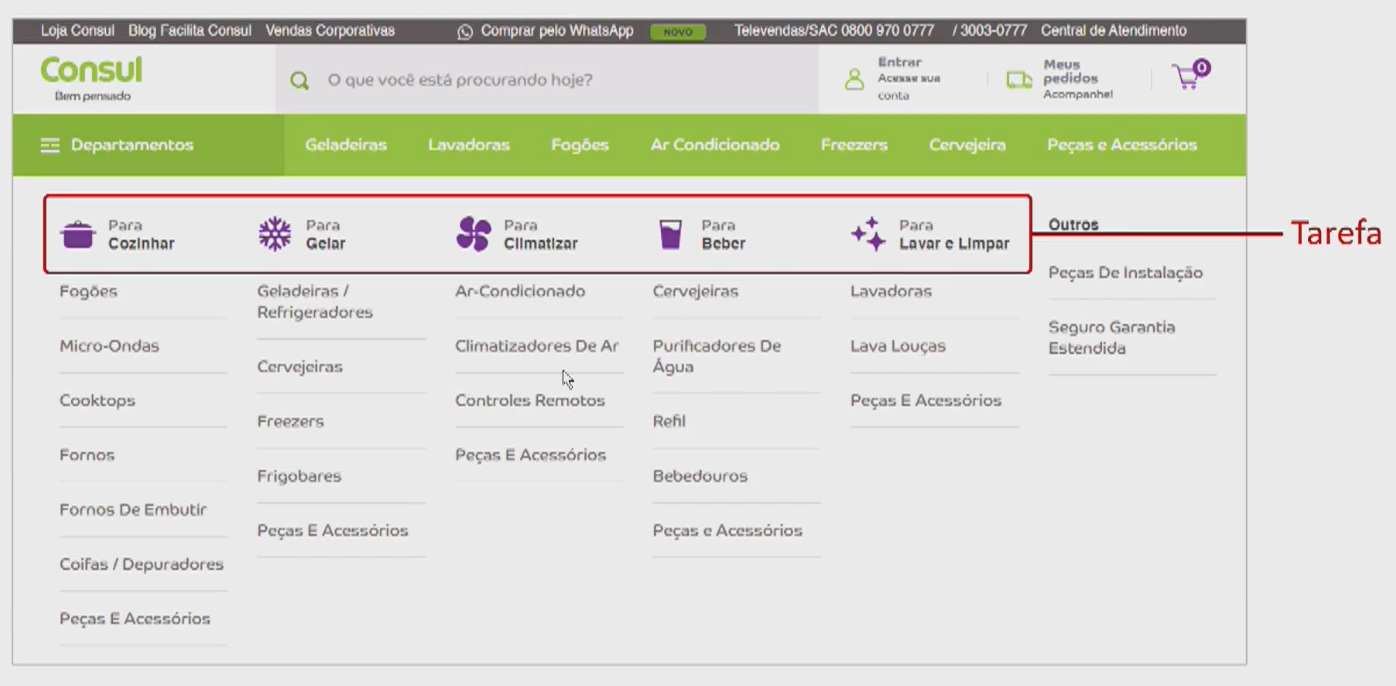 Loja Consul Blog Facilita Consul Vendas Corporativas Comprar pelo WhatsApp NOVO Televendas/SAC 0800 970 0777 / 3003-0777 Central de Atendimento
Consul
Bem pensado
O que você está procurando hoje?
Entrar
Acesse sua
conta
Meus
pedidos
Acompanhe!
0
Departamentos Geladeiras Lavadoras Fogões Ar Condicionado Freezers Cervejeira Peças e Acessórios
Para
Cozinhar
Fogões
Micro-Ondas
Cooktops
Fornos
Fornos De Embutir
Coifas / Depuradores
Peças E Acessórios
Para
Gelar
Geladeiras /
Refrigeradores
Cervejeiras
Freezers
Frigobares
Peças E Acessórios
Para
Climatizar
Ar-Condicionado
Climatizadores De Ar
Controles Remotos
Peças E Acessórios
Para
Beber
Cervejeiras
Purificadores De
Água
Refil
Bebedouros
Peças e Acessórios
Para
Lavar e Limpar
Lavadoras
Lava Louças
Peças E Acessórios
Outros
Peças De Instalação
Seguro Garantia
Estendida
Tarefa